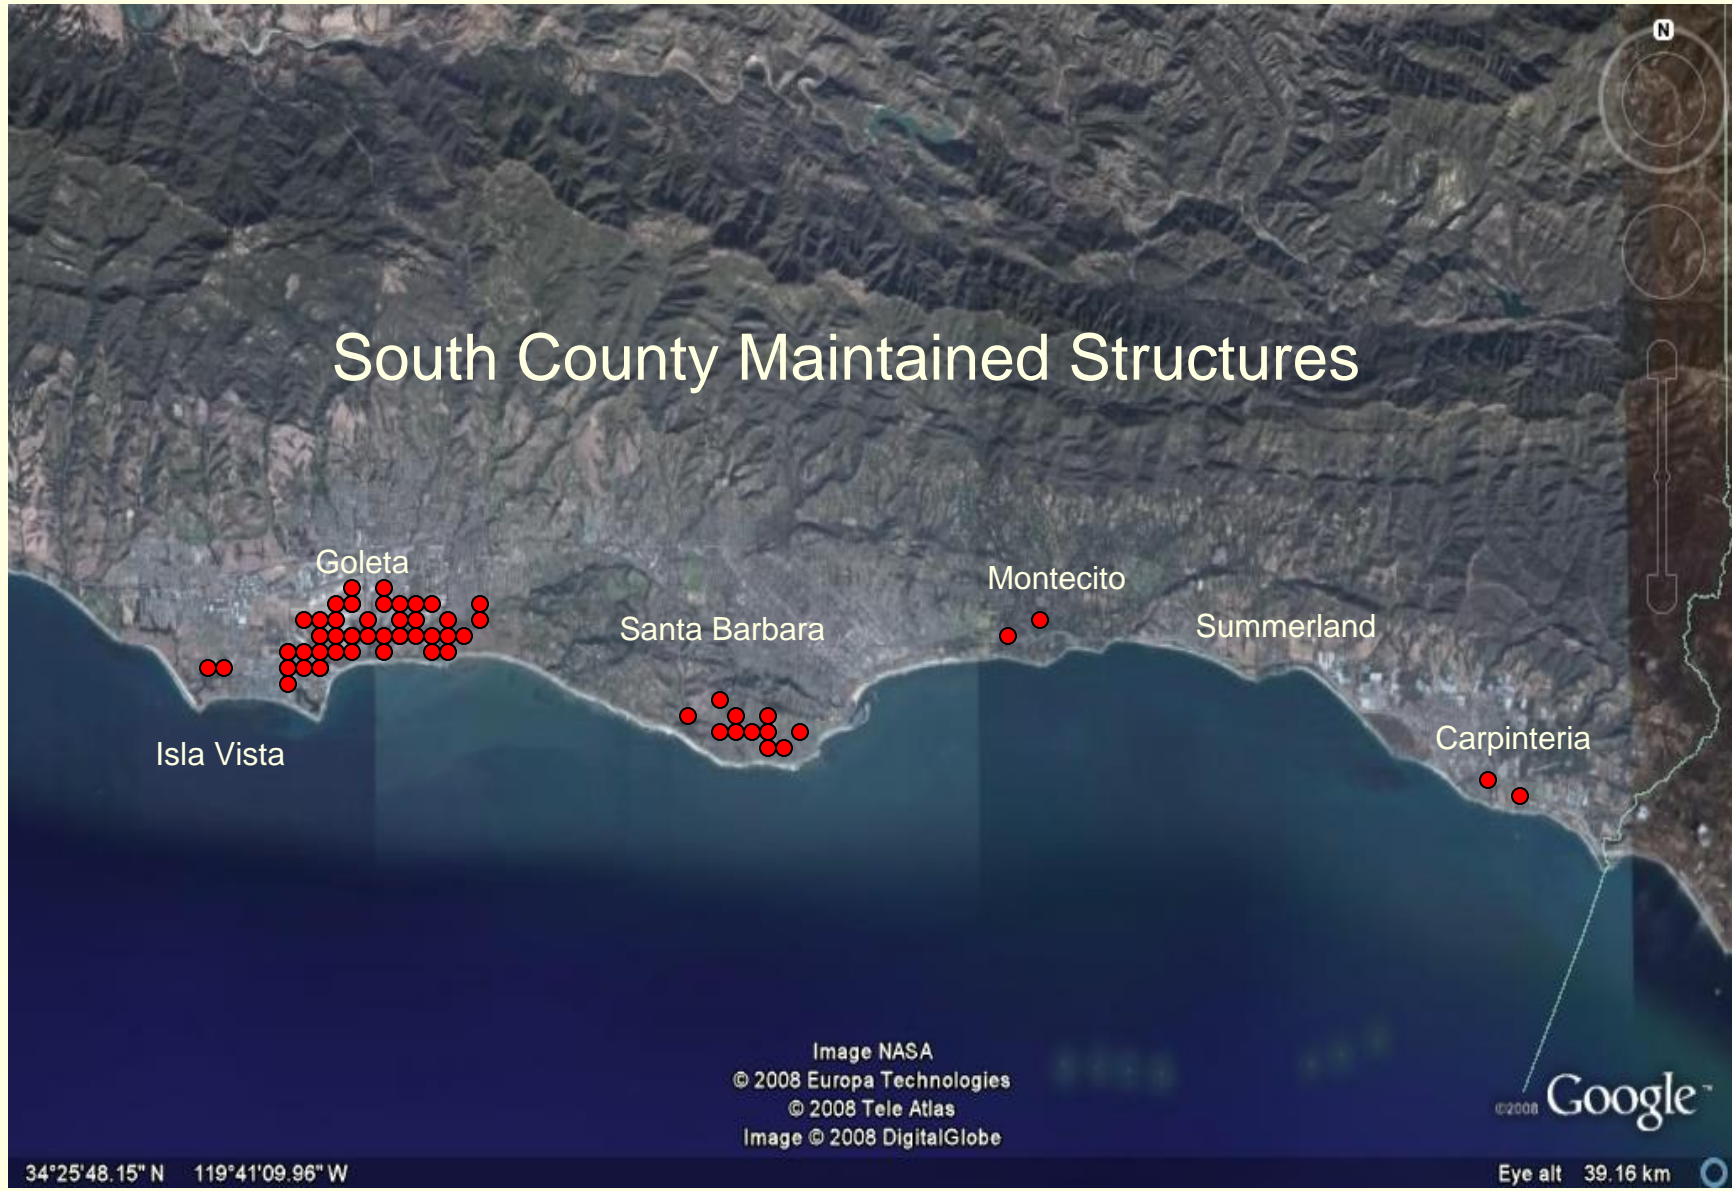 N
South County Maintained Structures
Goleta
Montecito
Santa Barbara
Summerland
Isla Vista
Carpinteria
Image NASA
© 2008 Europa Technologies
© 2008 Tele Atlas
Image © 2008 DigitalGlobe
©2008 Google™
34°25'48.15" N 119°41'09.96" W
Eye alt 39.16 km